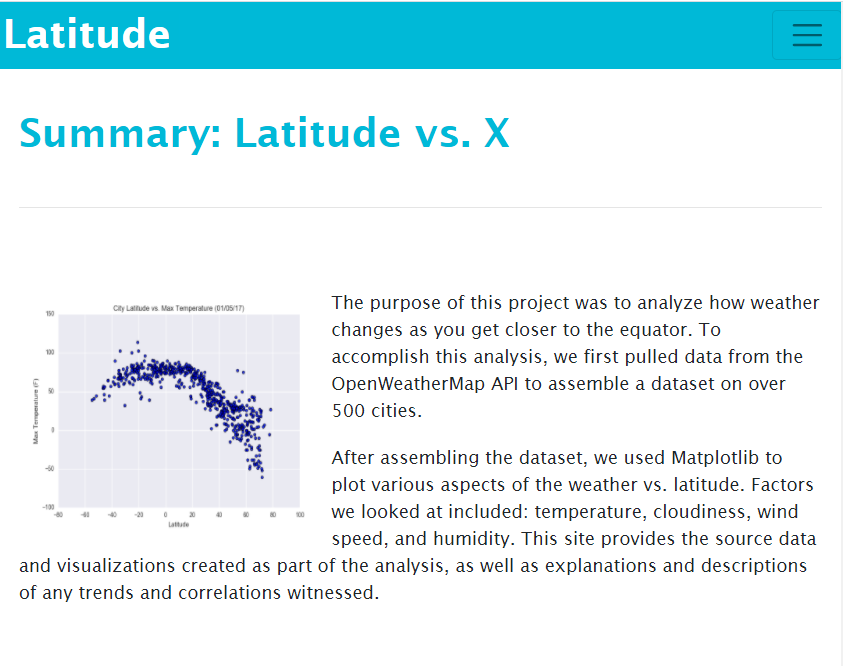 Latitude
Summary: Latitude vs. X
City Latitude vs. Max Temperature (01/05/17)
150
100
50
0
-50
-100
Max Temperature (F)
-80 -60 -40 -20 0 20 40 60 80 100
Latitude
The purpose of this project was to analyze how weather
changes as you get closer to the equator. To
accomplish this analysis, we first pulled data from the
OpenWeatherMap API to assemble a dataset on over
500 cities.
After assembling the dataset, we used Matplotlib to
plot various aspects of the weather vs. latitude. Factors
we looked at included: temperature, cloudiness, wind
speed, and humidity. This site provides the source data
and visualizations created as part of the analysis, as well as explanations and descriptions
of any trends and correlations witnessed.